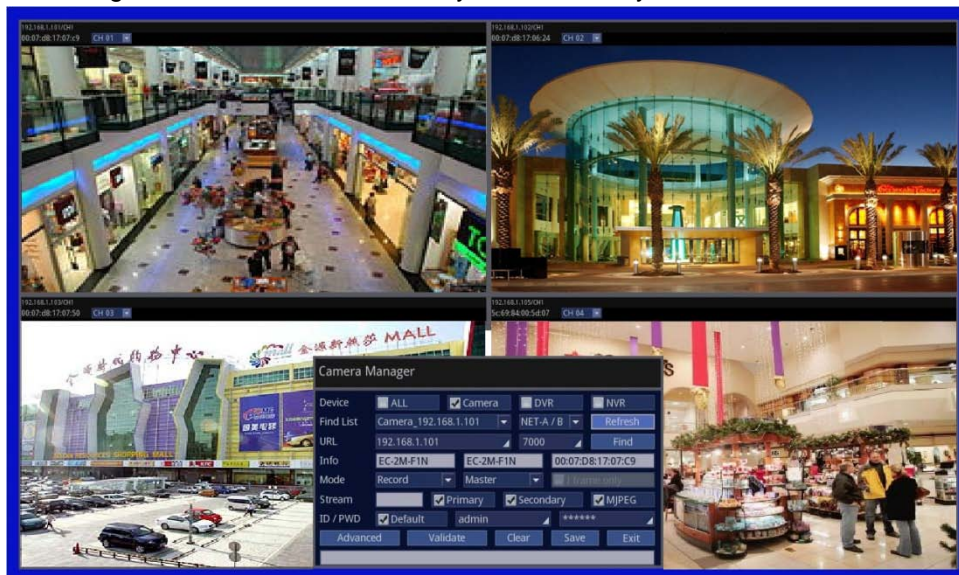 192.168.1.101/CH1
00:07:d8:17:07:c9 CH 01
192.168.1.102/CH1
00:07:d8:17:06:24 CH 02
192.168.1.103/CH1
00:07:d8:17:07:50 CH 03
192.168.1.105/CH1
5c:69:84:00:5d:07 CH 04
MALL
MALL
Camera Manager
Device ALL Camera DVR NVR
Find List Camera_192.168.1.101 NET-A / B Refresh
URL 192.168.1.101 7000 Find
Info EC-2M-F1N EC-2M-F1N 00:07:D8:17:07:C9
Mode Record Master I frame only
Stream Primary Secondary MJPEG
ID / PWD Default admin ******
Advanced Validate Clear Save Exit